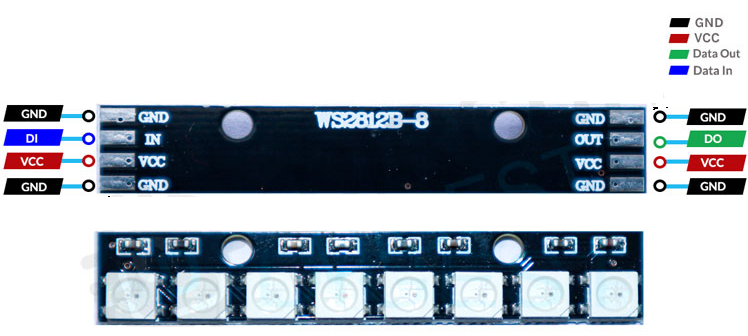 GND
VCC
Data Out
Data In
GND GND WS2812B-8 GND GND
DI IN OUT DO
VCC VCC VCC VCC
GND GND GND GND